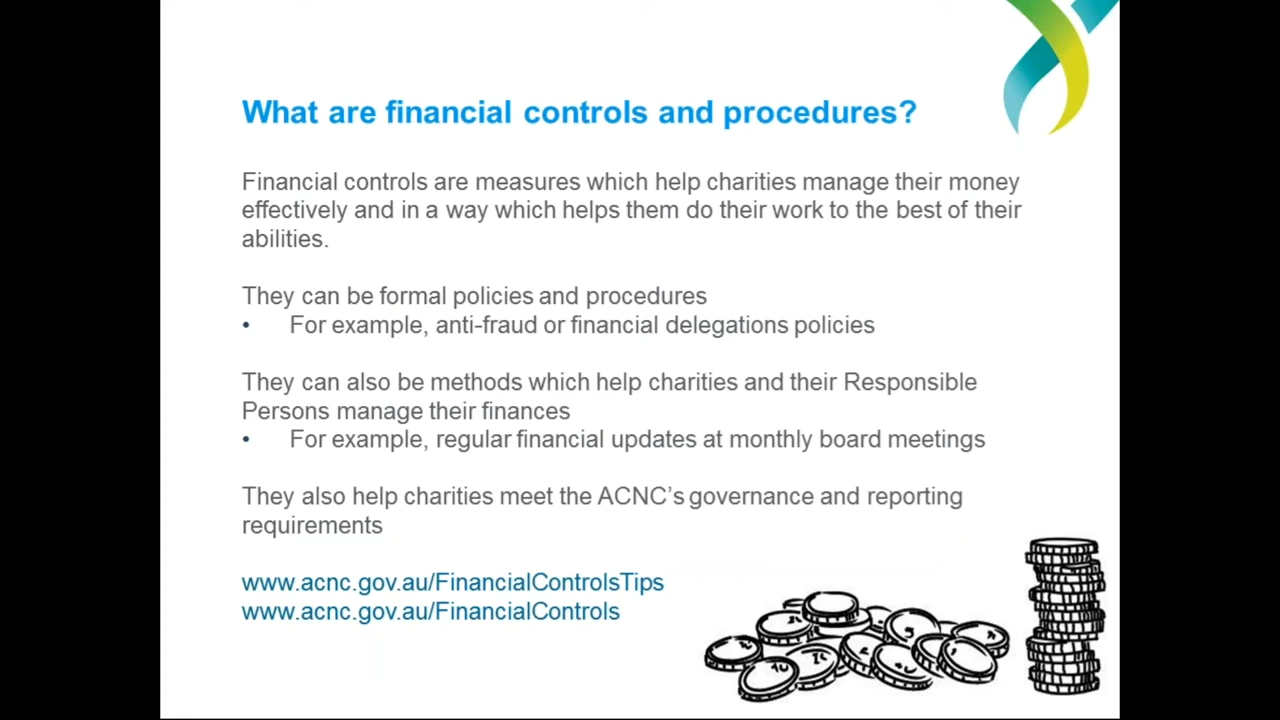 What are financial controls and procedures?
Financial controls are measures which help charities manage their money
effectively and in a way which helps them do their work to the best of their
abilities.
They can be formal policies and procedures
• For example, anti-fraud or financial delegations policies
They can also be methods which help charities and their Responsible
Persons manage their finances
• For example, regular financial updates at monthly board meetings
They also help charities meet the ACNC’s governance and reporting
requirements
www.acnc.gov.au/FinancialControlsTips
www.acnc.gov.au/FinancialControls